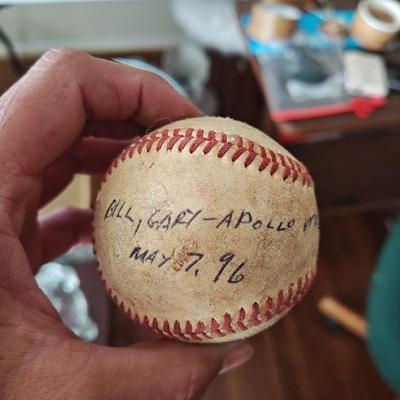 BILL, GARY - APOLLO
MAY 7, 96